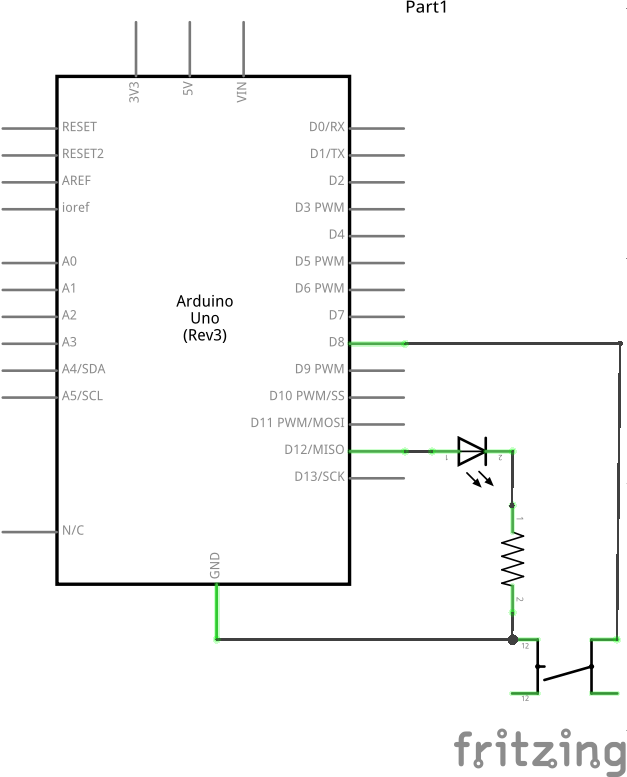 Part1
3V3
5V
VIN
RESET
RESET2
AREF
ioref
A0
A1
A2
A3
A4/SDA
A5/SCL
N/C
Arduino
Uno
(Rev3)
D0/RX
D1/TX
D2
D3 PWM
D4
D5 PWM
D6 PWM
D7
D8
D9 PWM
D10 PWM/SS
D11 PWM/MOSI
D12/MISO
D13/SCK
GND
1
2
1
2
12
12
fritzing